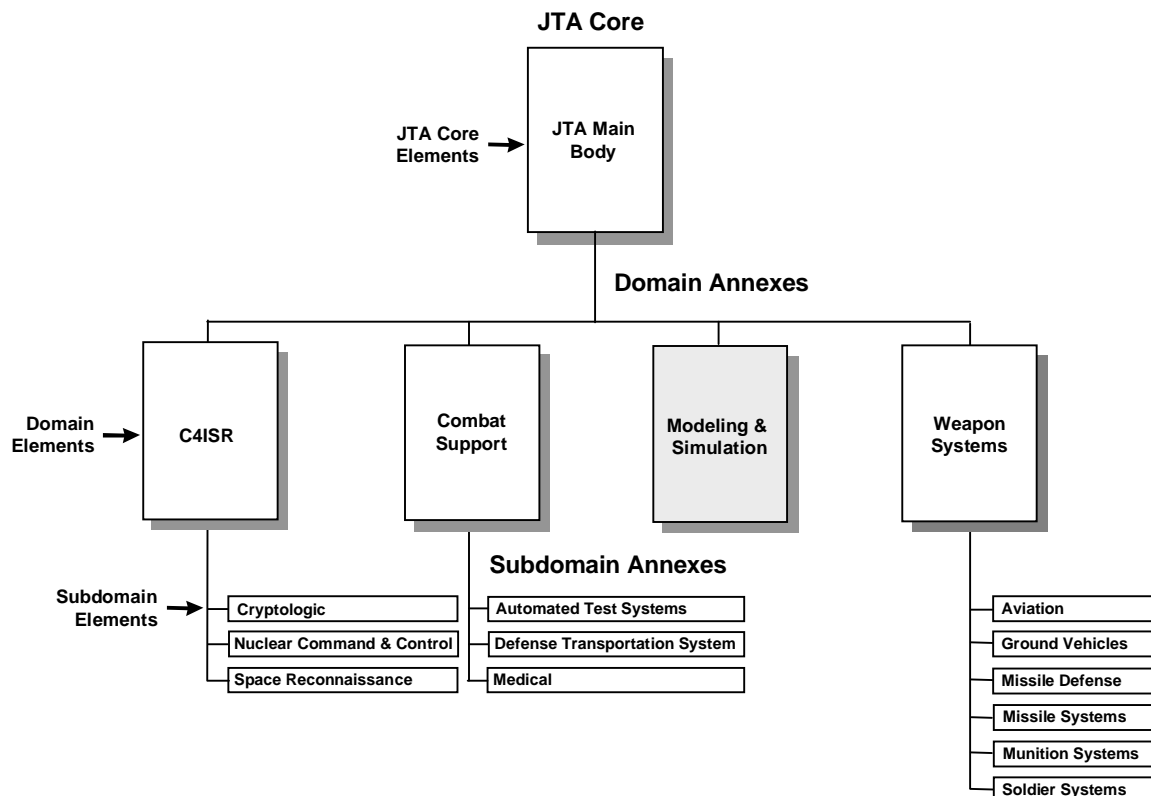 JTA Core
JTA Main
Body
JTA Core
Elements
Domain Annexes
Domain
Elements
C4ISR
Combat
Support
Modeling &
Simulation
Weapon
Systems
Subdomain Annexes
Subdomain
Elements
Cryptologic
Nuclear Command & Control
Space Reconnaissance
Automated Test Systems
Defense Transportation System
Medical
Aviation
Ground Vehicles
Missile Defense
Missile Systems
Munition Systems
Soldier Systems